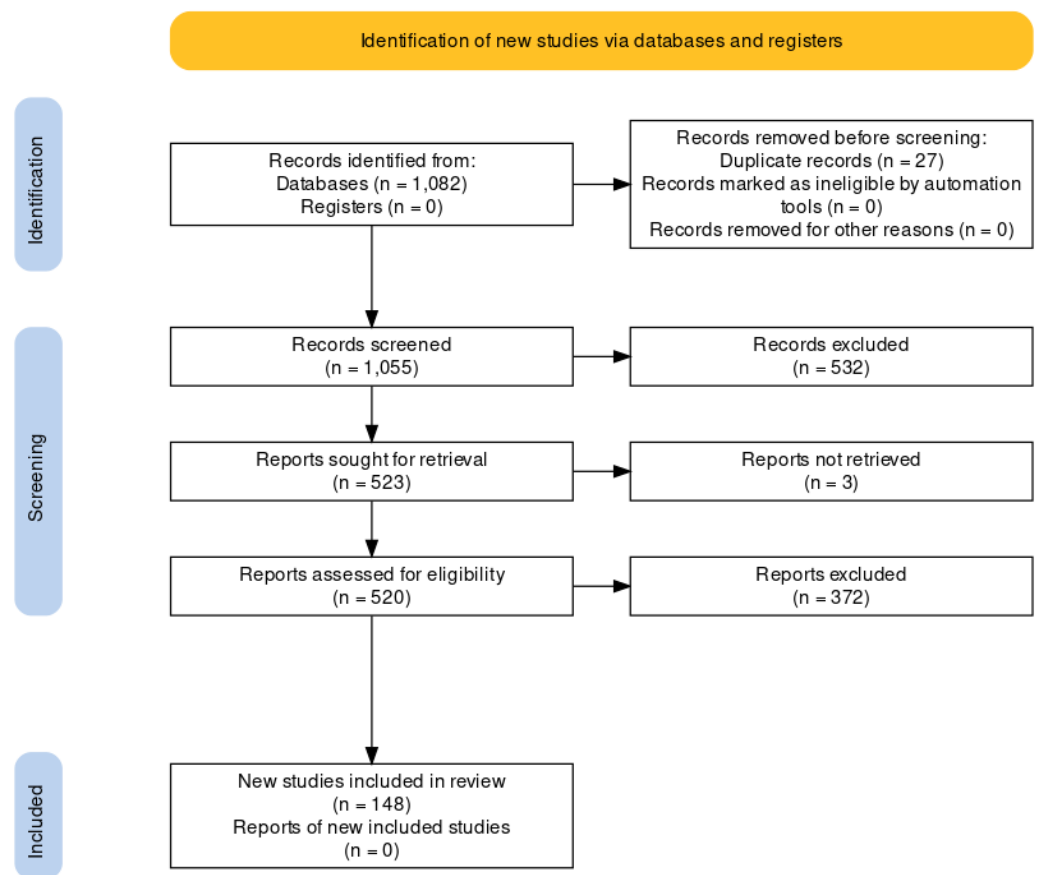 Identification of new studies via databases and registers
Identification
Records identified from:
Databases (n = 1,082)
Registers (n = 0)
Records removed before screening:
Duplicate records (n = 27)
Records marked as ineligible by automation
tools (n = 0)
Records removed for other reasons (n = 0)
Screening
Records screened
(n = 1,055)
Records excluded
(n = 532)
Reports sought for retrieval
(n = 523)
Reports not retrieved
(n = 3)
Reports assessed for eligibility
(n = 520)
Reports excluded
(n = 372)
Included
New studies included in review
(n = 148)
Reports of new included studies
(n = 0)